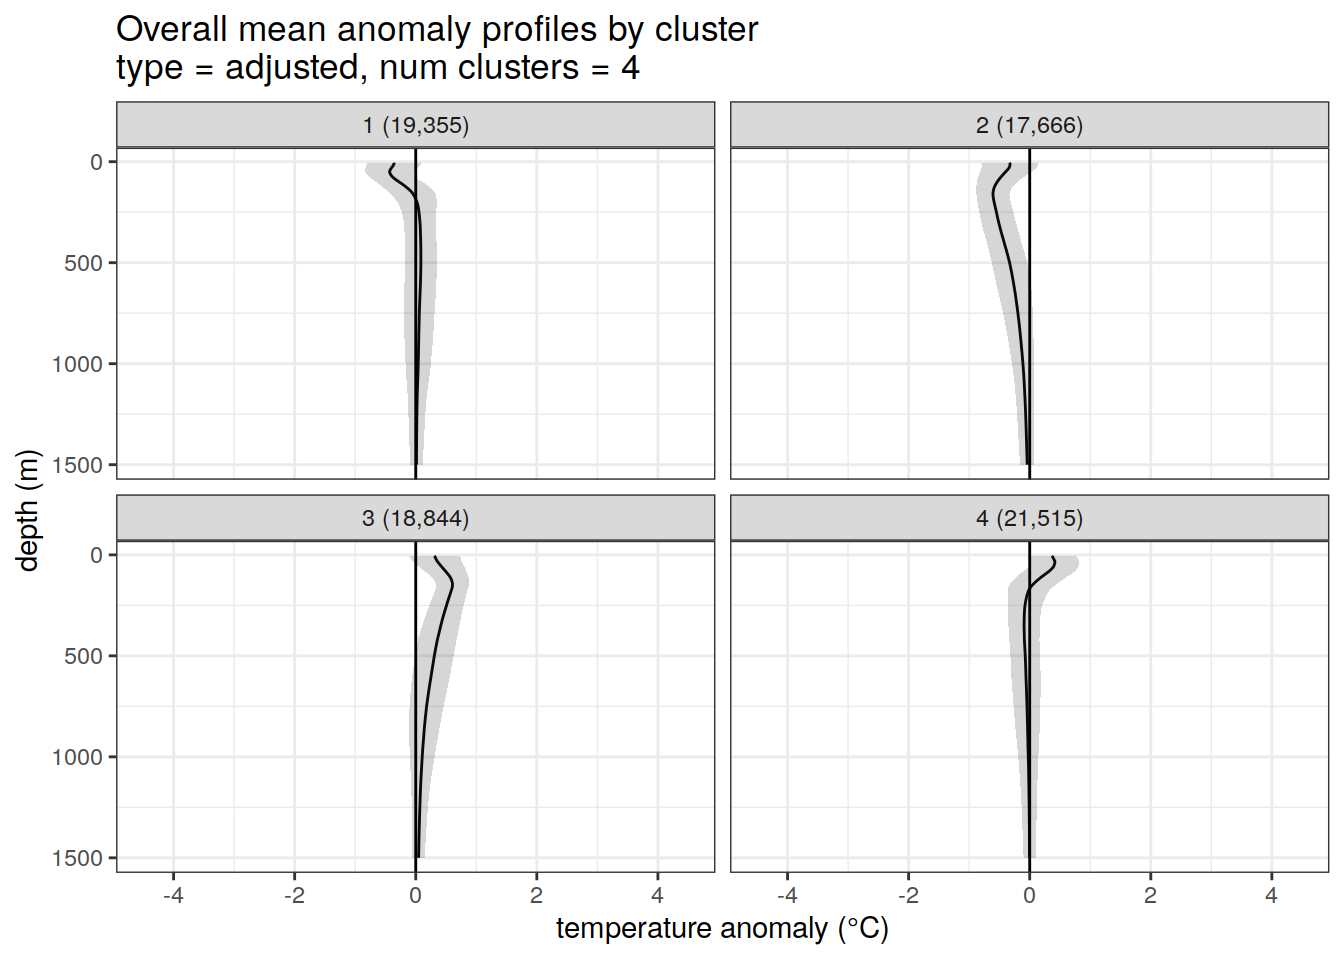 Overall mean anomaly profiles by cluster
type = adjusted, num clusters = 4
1 (19,355)
2 (17,666)
0
500
1000
1500
3 (18,844)
4 (21,515)
0
500
1000
1500
-4 -2 0 2 4
-4 -2 0 2 4
temperature anomaly (°C)
depth (m)